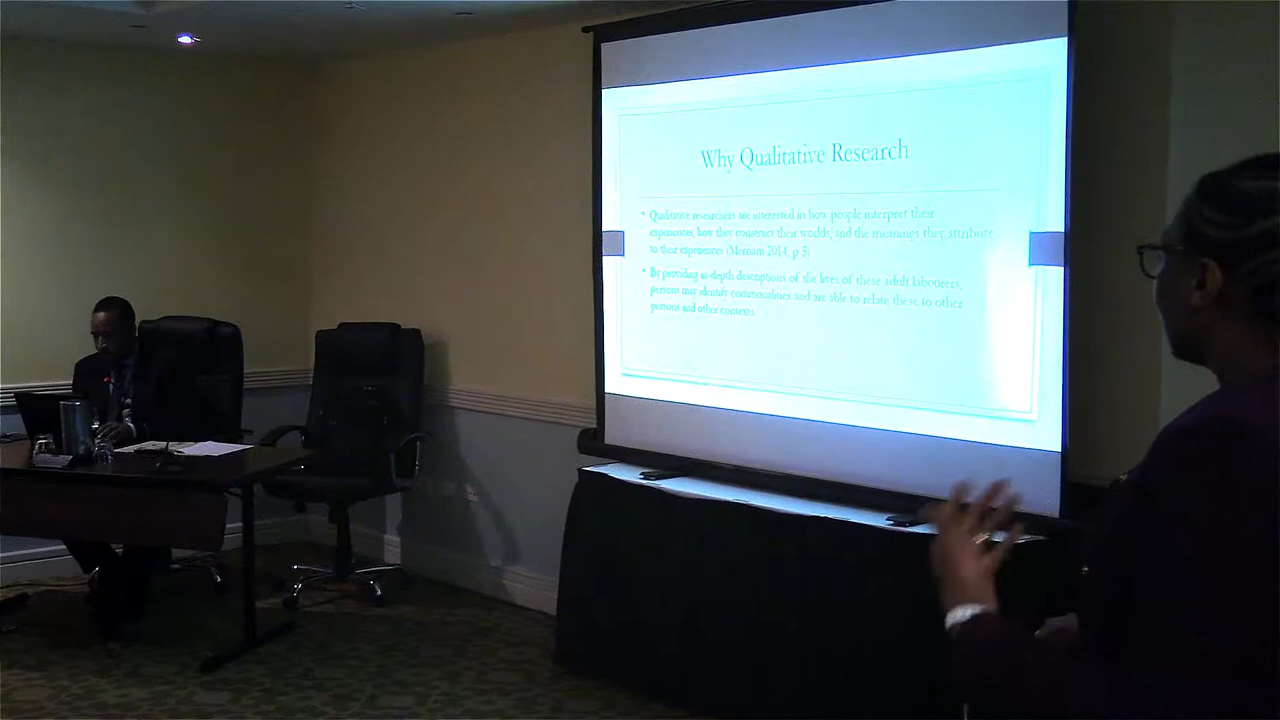 Why Qualitative Research
• Qualitative researchers are interested in how people interpret their
experiences, how they construct their worlds, and the meanings they attribute
to their experiences (Merriam 2014, p 5)
• By providing in-depth descriptions of the lives of these adult labourers,
persons may identify commonalities and are able to relate these to other
persons and other contexts.